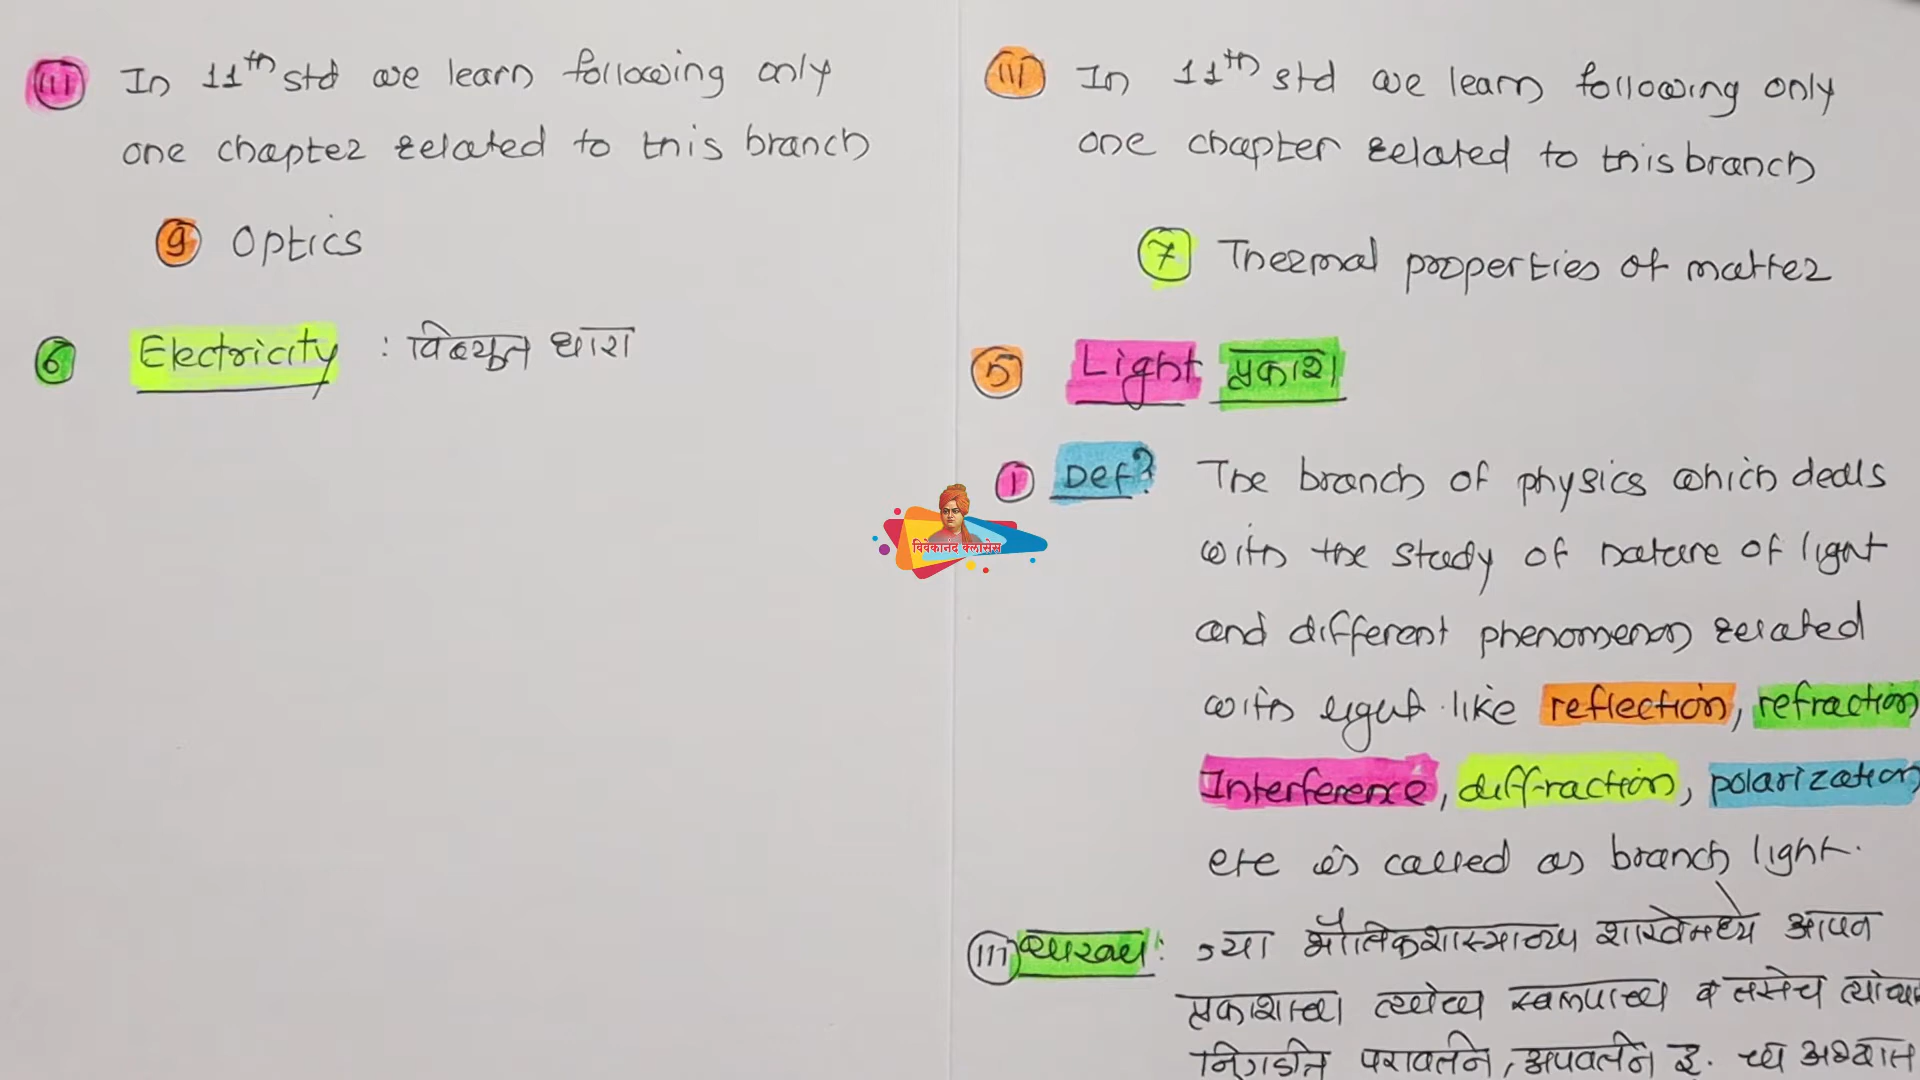 III In 11th std we learn following only
one chapter related to this branch
9 Optics
6 Electricity : विद्युत धारा
III In 11th std we learn following only
one chapter related to this branch
7 Thermal properties of matter
5 Light प्रकाश
1 Def? The branch of physics which deals
with the study of nature of light
and different phenomenon related
with light like reflection, refraction
Interference, diffraction, polarization
etc is called as branch light.
III व्याख्या : ज्या भौतिकशास्त्राच्या शाखेमध्ये आपण
प्रकाशाच्या त्याच्या स्वरूपाच्या व तसेच त्यांच्या
निगडीत परावर्तन, अपवर्तन इ. चा अभ्यास
विवेकानंद क्लासेस